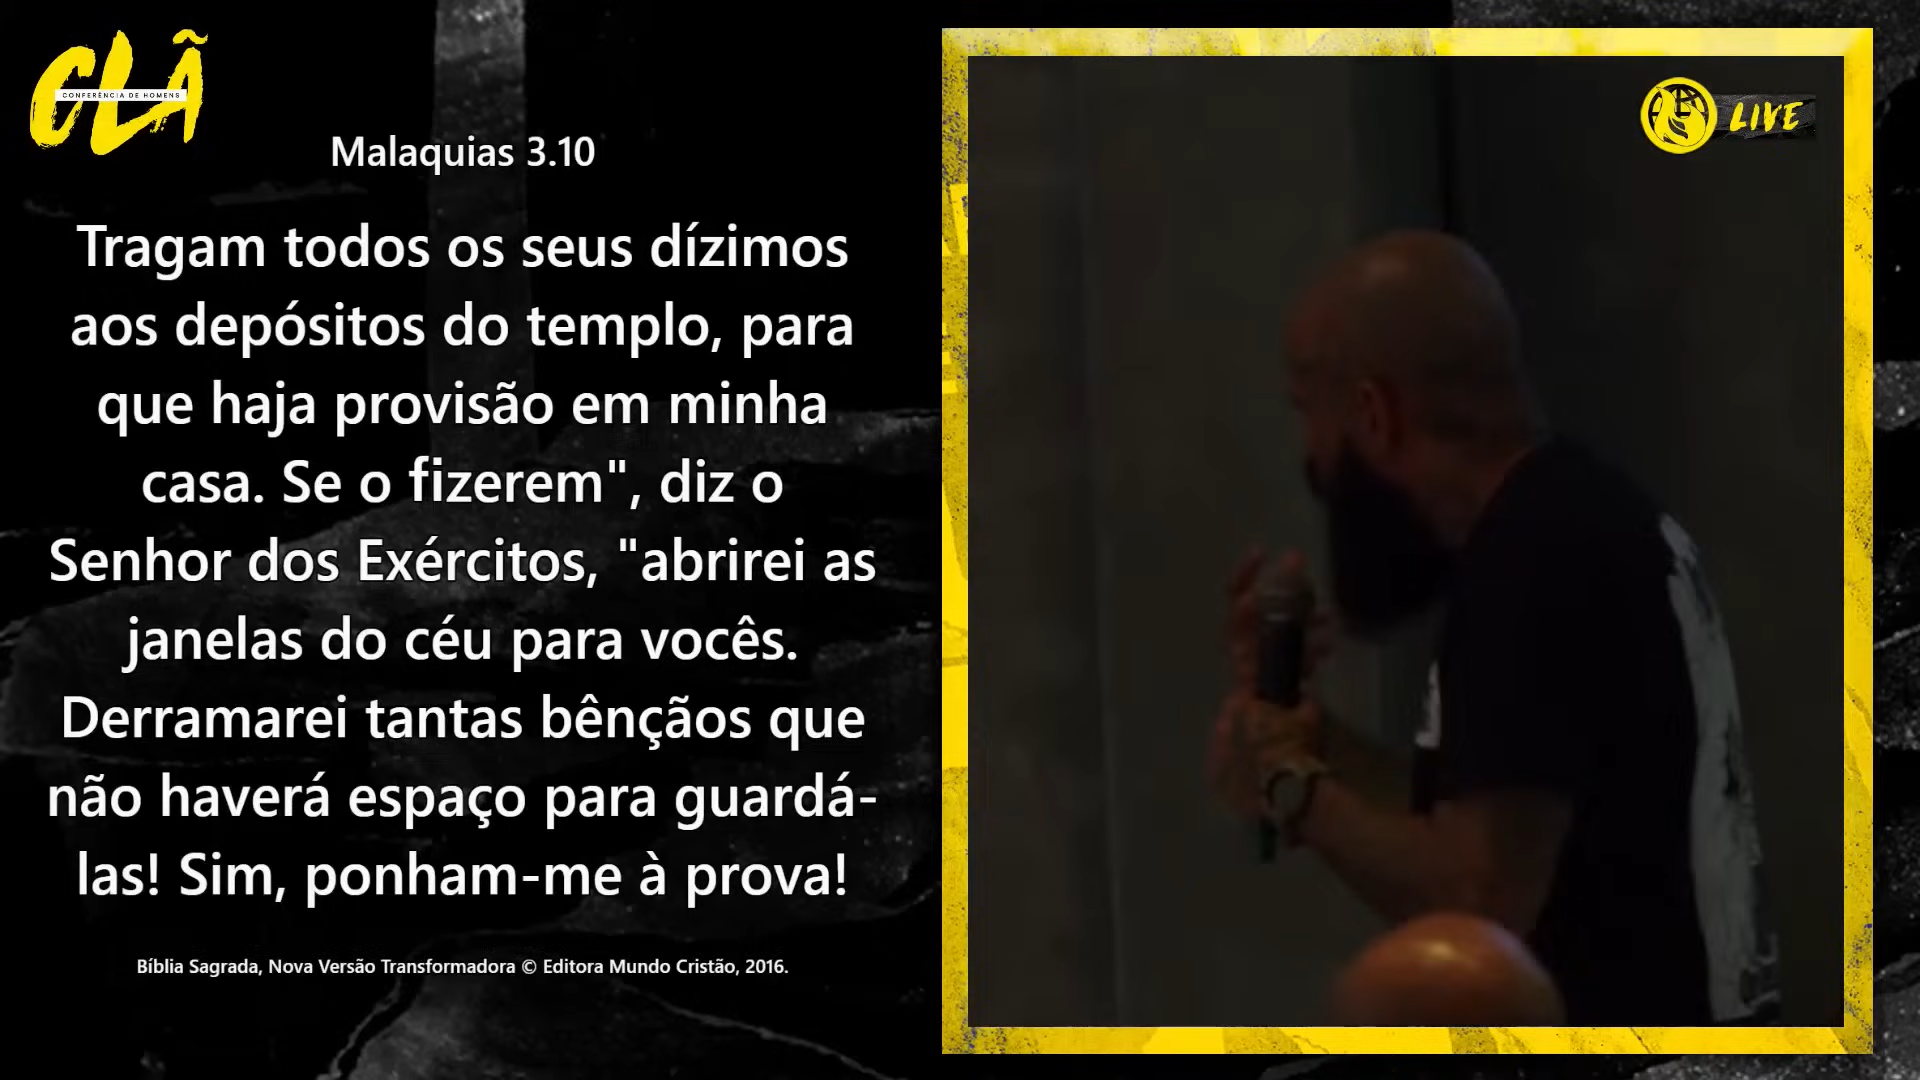 CLÃ
CONFERÊNCIA DE HOMENS
Malaquias 3.10
Tragam todos os seus dízimos
aos depósitos do templo, para
que haja provisão em minha
casa. Se o fizerem", diz o
Senhor dos Exércitos, "abrirei as
janelas do céu para vocês.
Derramarei tantas bênçãos que
não haverá espaço para guardá-
las! Sim, ponham-me à prova!
Bíblia Sagrada, Nova Versão Transformadora © Editora Mundo Cristão, 2016.
LIVE